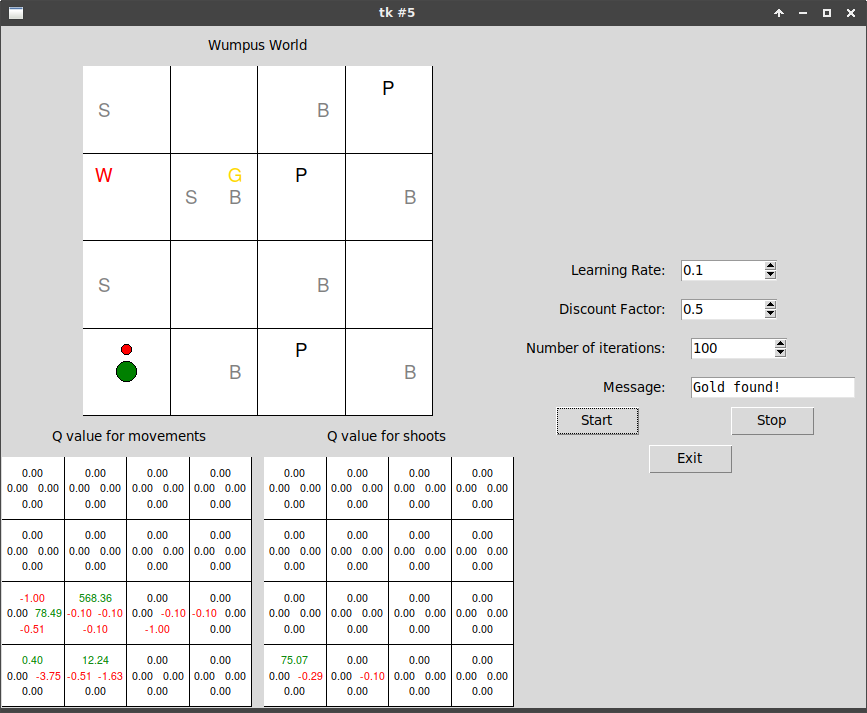 tk #5
Wumpus World
P
S B
W G P
S B B
S B
P
B B
Learning Rate: 0.1
Discount Factor: 0.5
Number of iterations: 100
Message: Gold found!
Start Stop
Exit
Q value for movements Q value for shoots
0.00 0.00 0.00 0.00 0.00 0.00 0.00 0.00
0.00 0.00 0.00 0.00 0.00 0.00 0.00 0.00 0.00 0.00 0.00 0.00 0.00 0.00 0.00 0.00
0.00 0.00 0.00 0.00 0.00 0.00 0.00 0.00
0.00 0.00 0.00 0.00 0.00 0.00 0.00 0.00
0.00 0.00 0.00 0.00 0.00 0.00 0.00 0.00 0.00 0.00 0.00 0.00 0.00 0.00 0.00 0.00
0.00 0.00 0.00 0.00 0.00 0.00 0.00 0.00
-1.00 568.36 0.00 0.00 0.00 0.00 0.00 0.00
0.00 78.49 -0.10 -0.10 0.00 -0.10 -0.10 0.00 0.00 0.00 0.00 0.00 0.00 0.00 0.00 0.00
-0.51 -0.10 -1.00 0.00 0.00 0.00 0.00 0.00
0.40 12.24 0.00 0.00 75.07 0.00 0.00 0.00
0.00 -3.75 -0.51 -1.63 0.00 0.00 0.00 0.00 0.00 -0.29 0.00 -0.10 0.00 0.00 0.00 0.00
0.00 0.00 0.00 0.00 0.00 0.00 0.00 0.00